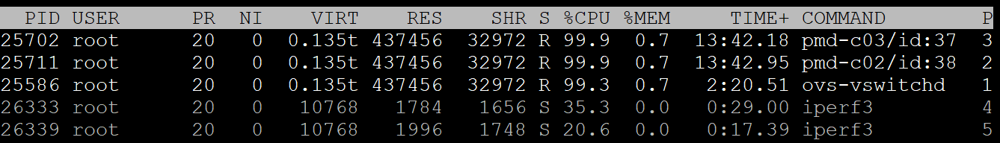 PID USER PR NI VIRT RES SHR S %CPU %MEM TIME+ COMMAND P
25702 root 20 0 0.135t 437456 32972 R 99.9 0.7 13:42.18 pmd-c03/id:37 3
25711 root 20 0 0.135t 437456 32972 R 99.9 0.7 13:42.95 pmd-c02/id:38 2
25586 root 20 0 0.135t 437456 32972 R 99.3 0.7 2:20.51 ovs-vswitchd 1
26333 root 20 0 10768 1784 1656 S 35.3 0.0 0:29.00 iperf3 4
26339 root 20 0 10768 1996 1748 S 20.6 0.0 0:17.39 iperf3 5